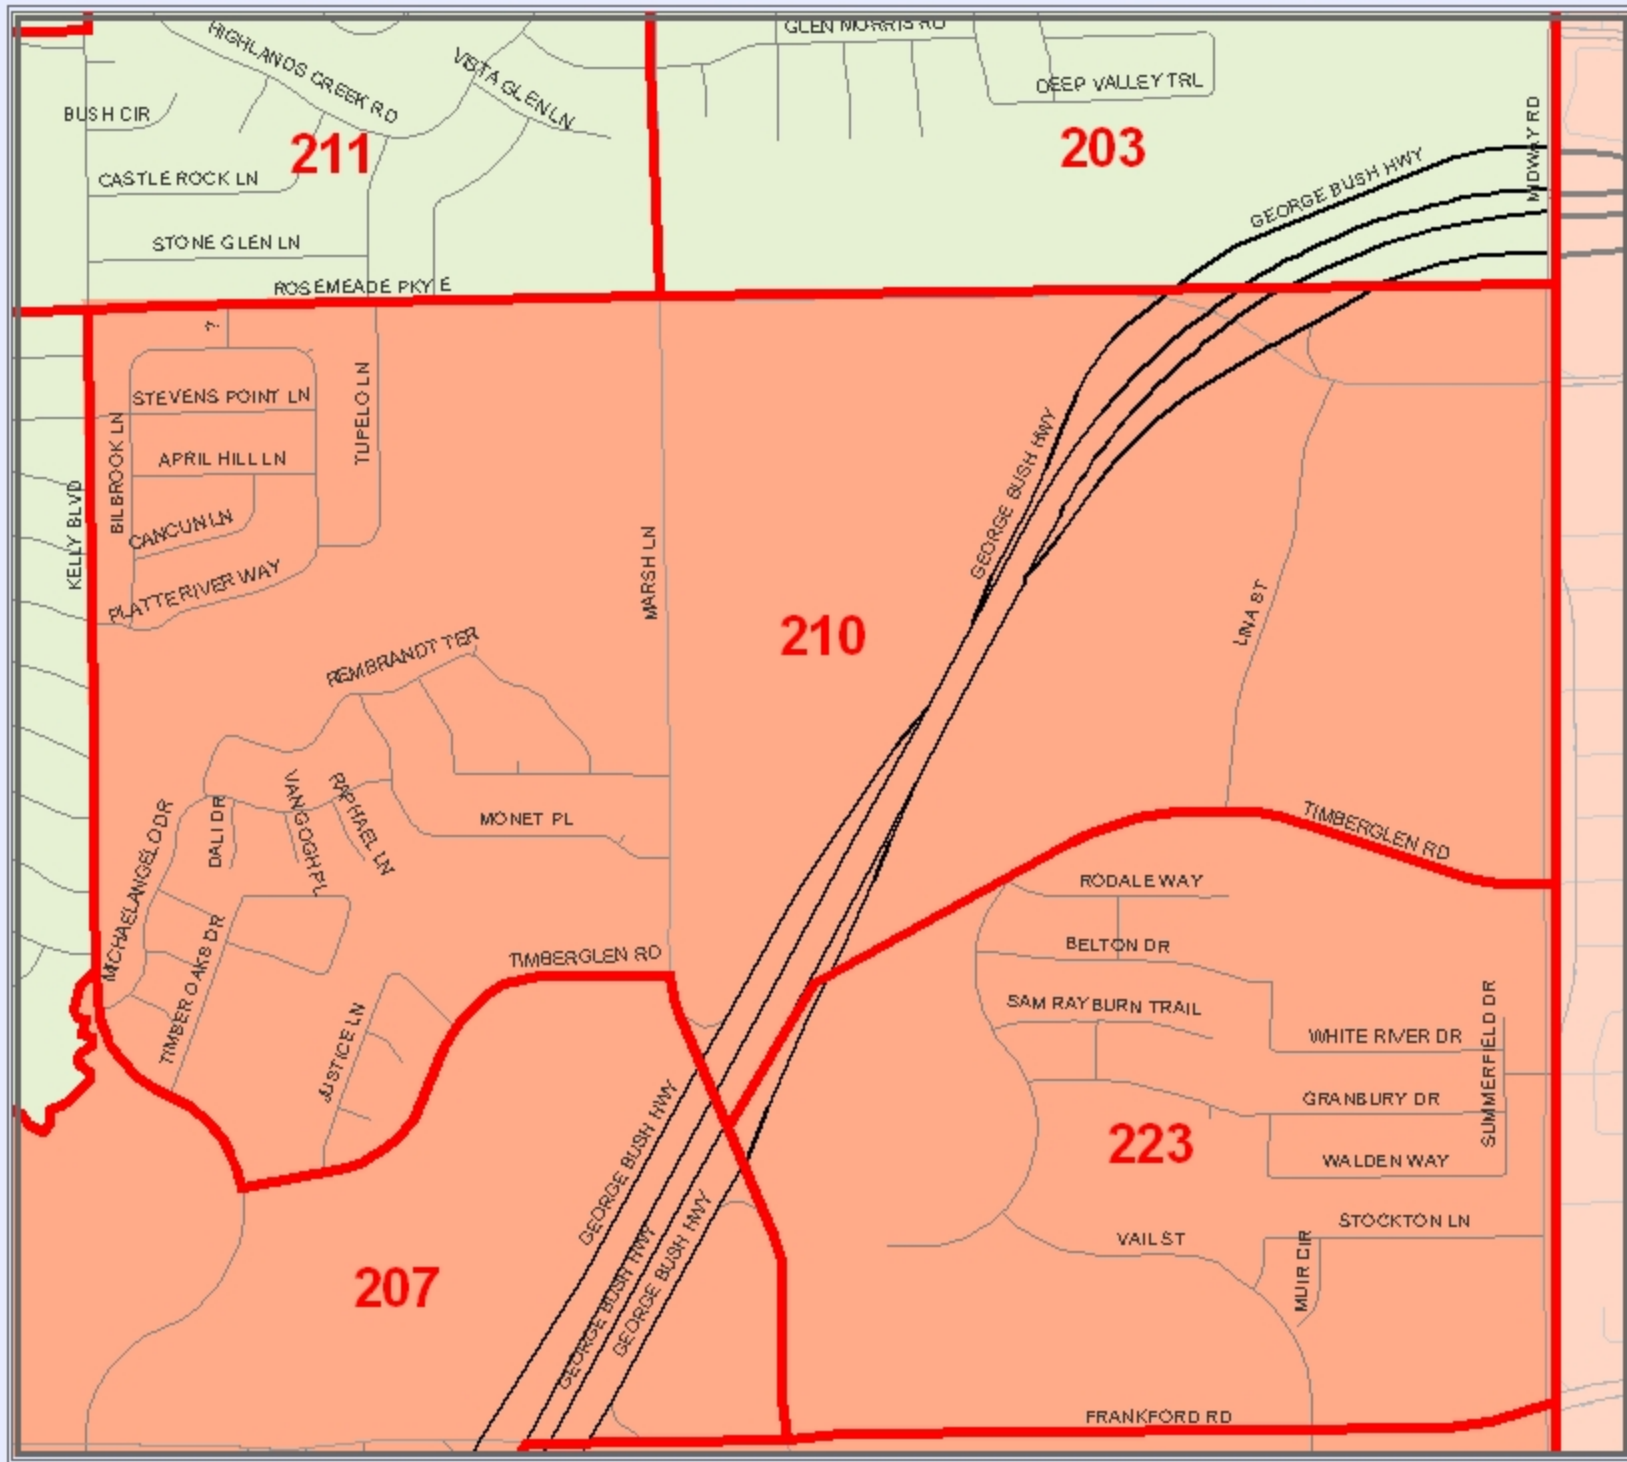 HIGHLANDS CREEK RD
VISTA GLEN LN
GLEN MORRIS RD
DEEP VALLEY TRL
BUSH CIR
211
203
MIDWAY RD
CASTLE ROCK LN
GEORGE BUSH HWY
STONE GLEN LN
ROSEMEADE PKY E
STEVENS POINT LN
TUPELO LN
BILBROOK LN
APRIL HILL LN
GEORGE BUSH HWY
KELLY BLVD
CANCUN LN
MARSH LN
PLATTE RIVER WAY
LINA ST
210
REMBRANDT TER
MICHAELANGELO DR
DALI DR
VAN GOGH PL
RAPHAEL LN
MONET PL
TIMBERGLEN RD
RODALE WAY
TIMBER OAKS DR
TIMBERGLEN RD
BELTON DR
SAM RAYBURN TRAIL
JUSTICE LN
WHITE RIVER DR
SUMMERFIELD DR
GEORGE BUSH HWY
GRANBURY DR
223
WALDEN WAY
GEORGE BUSH HWY
GEORGE BUSH HWY
STOCKTON LN
VAIL ST
MUIR CIR
207
FRANKFORD RD